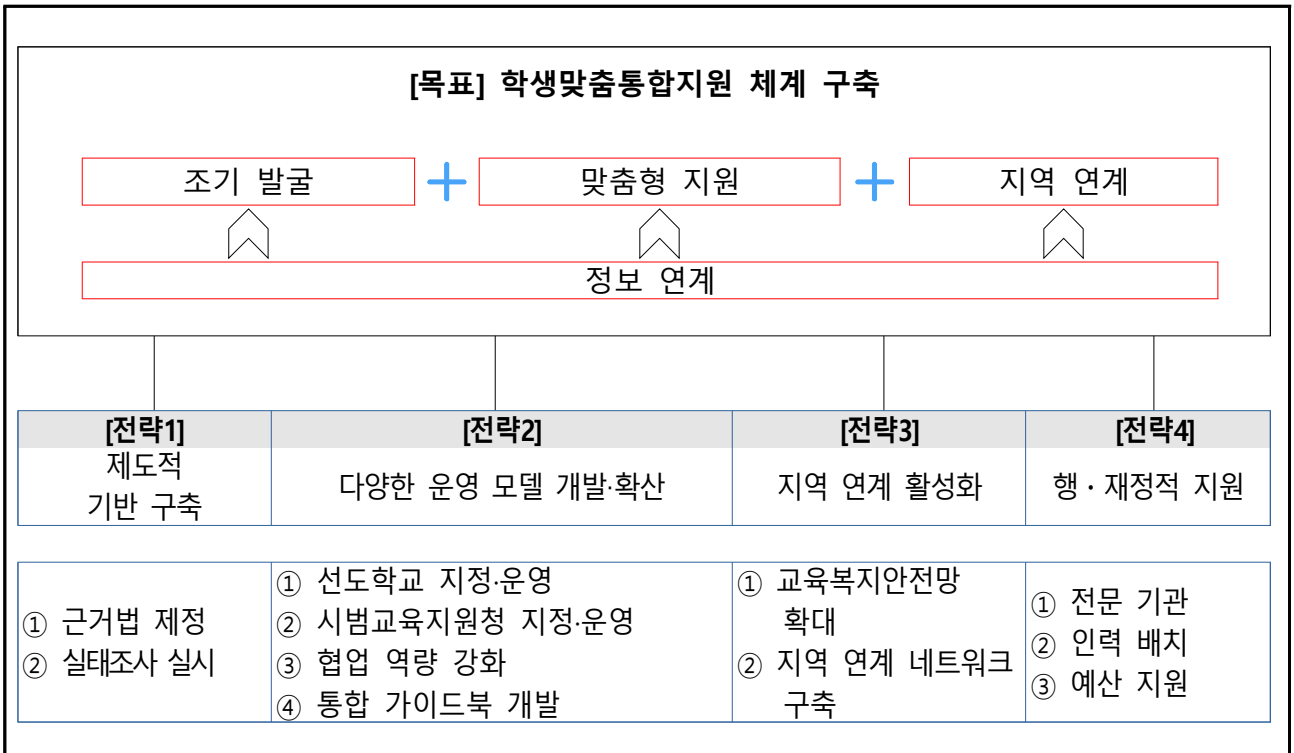 [목표] 학생맞춤통합지원 체계 구축
조기 발굴
맞춤형 지원
지역 연계
정보 연계
[전략1]
제도적
기반 구축
[전략2]
다양한 운영 모델 개발·확산
[전략3]
지역 연계 활성화
[전략4]
행·재정적 지원
① 근거법 제정
② 실태조사 실시
① 선도학교 지정·운영
② 시범교육지원청 지정·운영
③ 협업 역량 강화
④ 통합 가이드북 개발
① 교육복지안전망
확대
② 지역 연계 네트워크
구축
① 전문 기관
② 인력 배치
③ 예산 지원